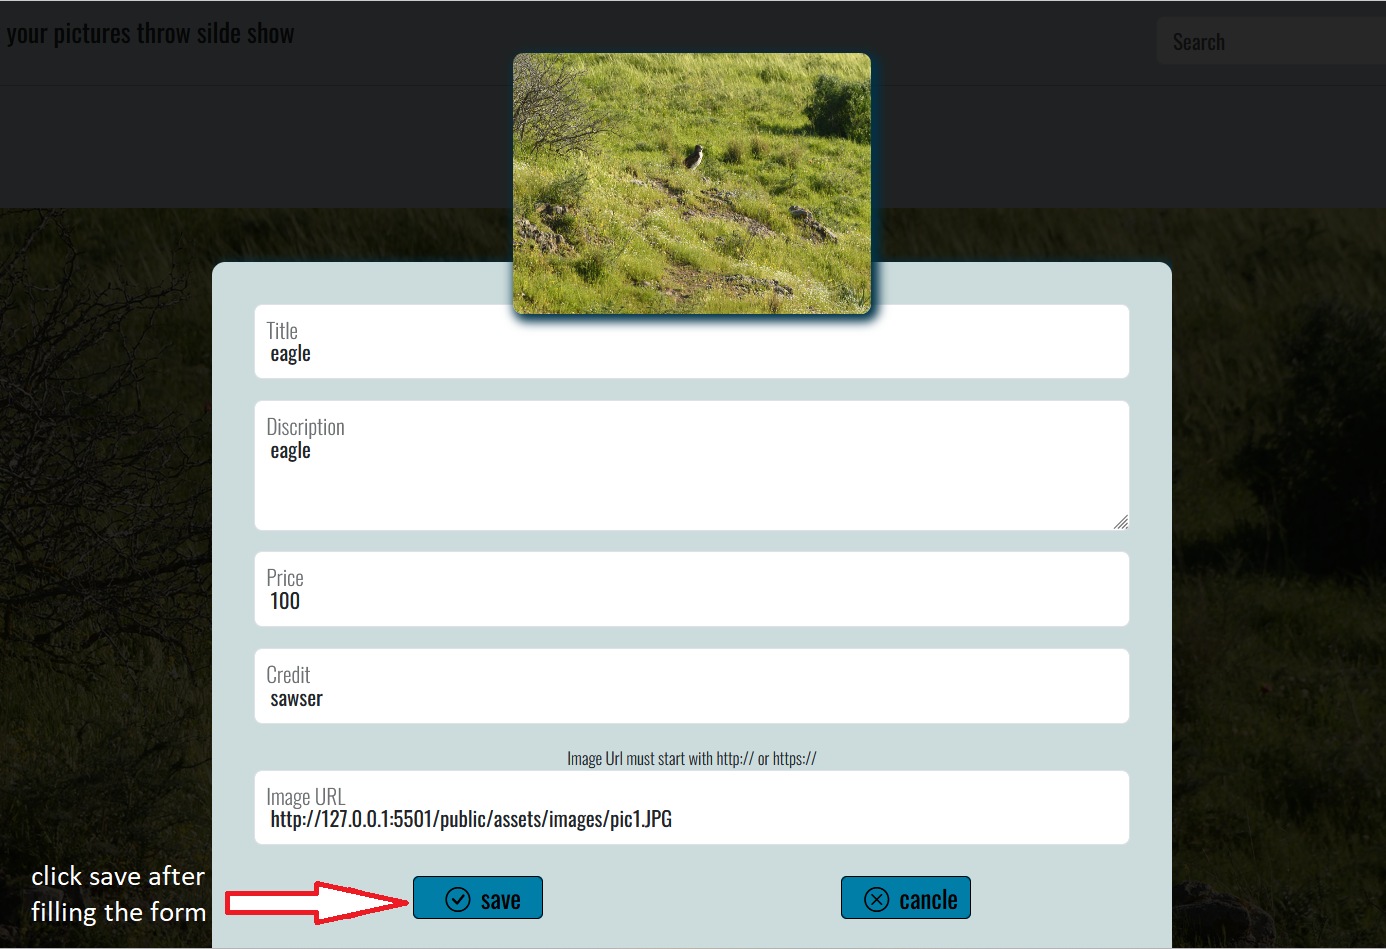 your pictures throw silde show
Search
Title
eagle
Discription
eagle
Price
100
Credit
sawser
Image Url must start with http:// or https://
Image URL
http://127.0.0.1:5501/public/assets/images/pic1.JPG
click save after
filling the form
save
cancle